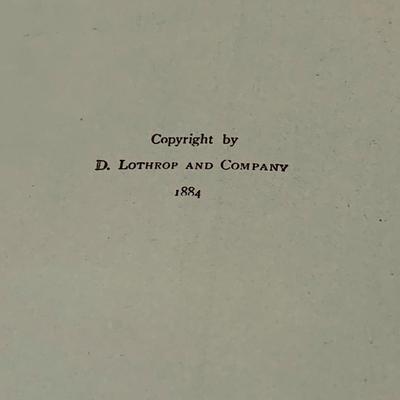 Copyright by
D. LOTHROP AND COMPANY
1884